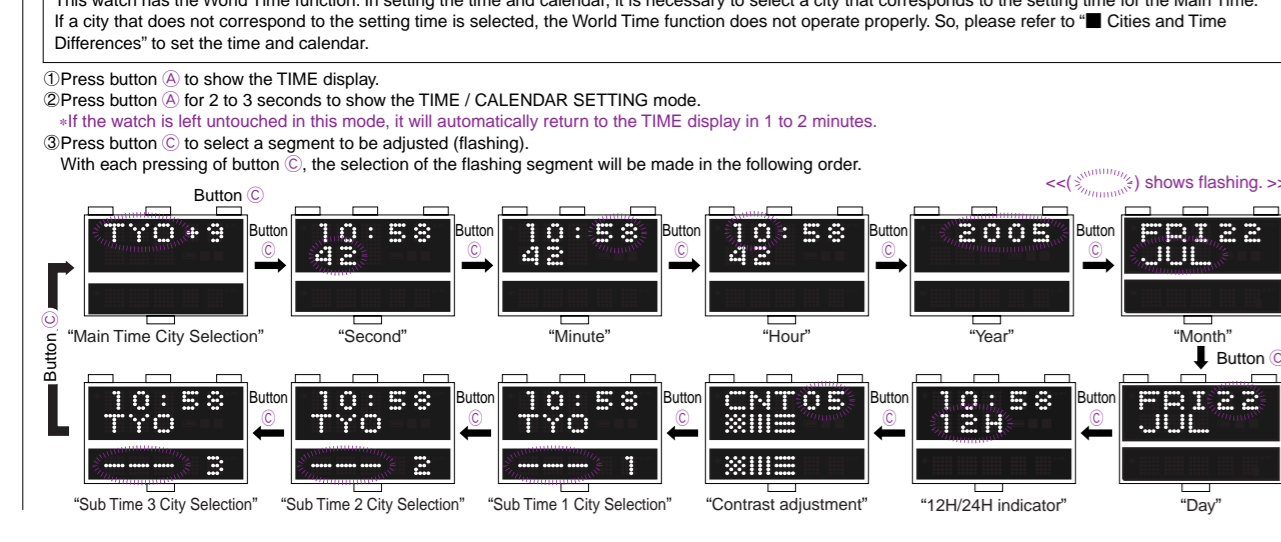 This watch has the World Time function. In setting the time and calendar, it is necessary to select a city that corresponds to the setting time for the Main Time.
If a city that does not correspond to the setting time is selected, the World Time function does not operate properly. So, please refer to “■ Cities and Time
Differences” to set the time and calendar.
①Press button Ⓐ to show the TIME display.
②Press button Ⓐ for 2 to 3 seconds to show the TIME / CALENDAR SETTING mode.
*If the watch is left untouched in this mode, it will automatically return to the TIME display in 1 to 2 minutes.
③Press button Ⓒ to select a segment to be adjusted (flashing).
With each pressing of button Ⓒ, the selection of the flashing segment will be made in the following order.
<<( ) shows flashing. >>
Button Ⓒ
TYO+9
Button Ⓒ
10:58
42
Button Ⓒ
10:58
42
Button Ⓒ
10:58
42
Button Ⓒ
2005
Button Ⓒ
FRI 22
JUL
“Main Time City Selection”
“Second”
“Minute”
“Hour”
“Year”
“Month”
Button Ⓒ
Button Ⓒ
10:58
TYO
--- 3
Button Ⓒ
10:58
TYO
--- 2
Button Ⓒ
10:58
TYO
--- 1
Button Ⓒ
CNT05
Button Ⓒ
10:58
12H
Button Ⓒ
FRI 22
JUL
“Sub Time 3 City Selection”
“Sub Time 2 City Selection”
“Sub Time 1 City Selection”
“Contrast adjustment”
“12H/24H indicator”
“Day”